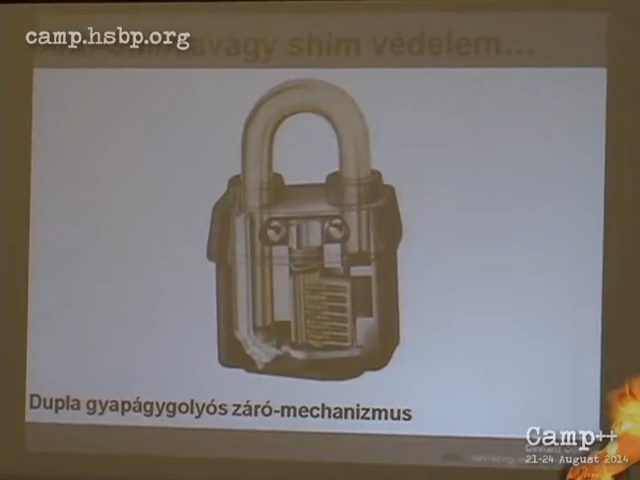 camp.hsbp.org
avagy shim védelem...
Dupla gyapágygolyós záró-mechanizmus
Camp++
21-24 August 2014